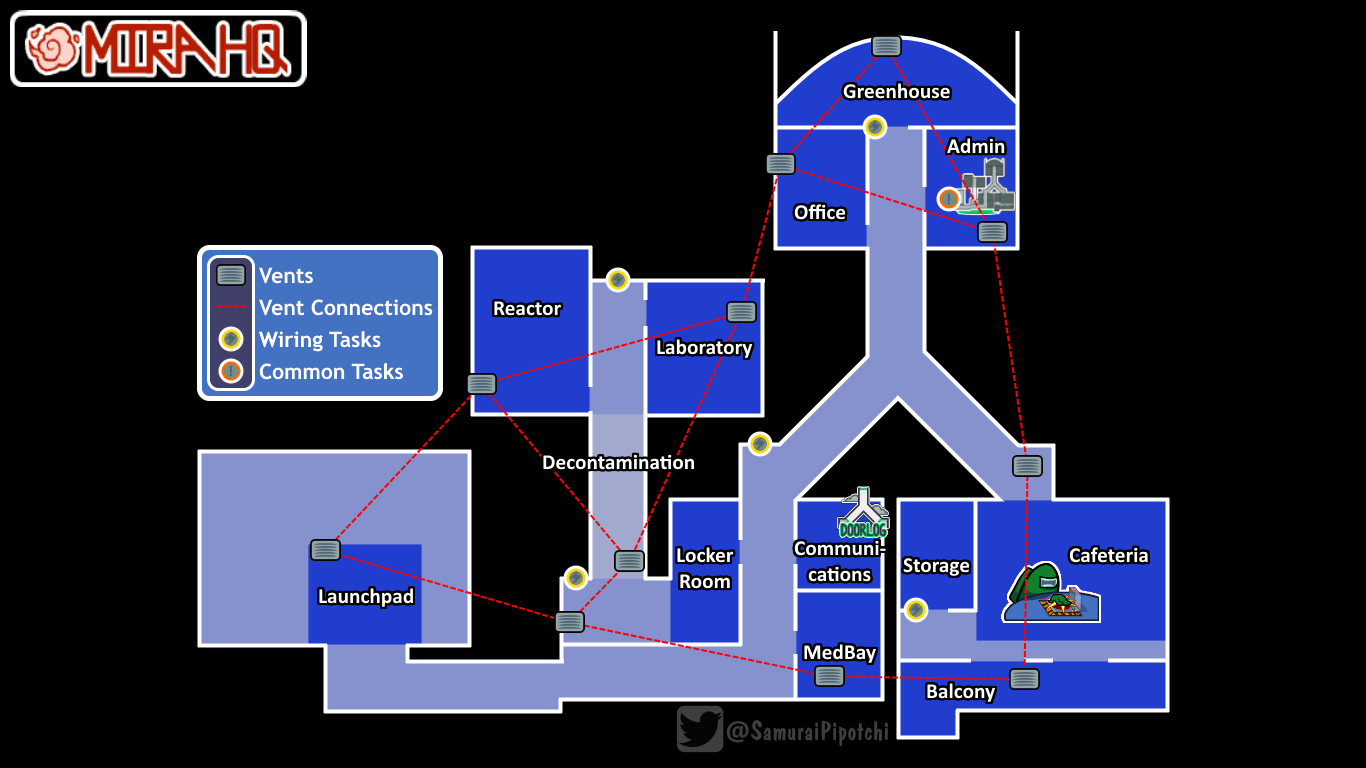 MIRA HQ
Greenhouse
Admin
Office
Vents
Vent Connections
Wiring Tasks
Common Tasks
Reactor
Laboratory
Decontamination
Locker
Room
Communi-
cations
DOORLOG
Storage
Cafeteria
Launchpad
MedBay
Balcony
@SamuraiPipotchi